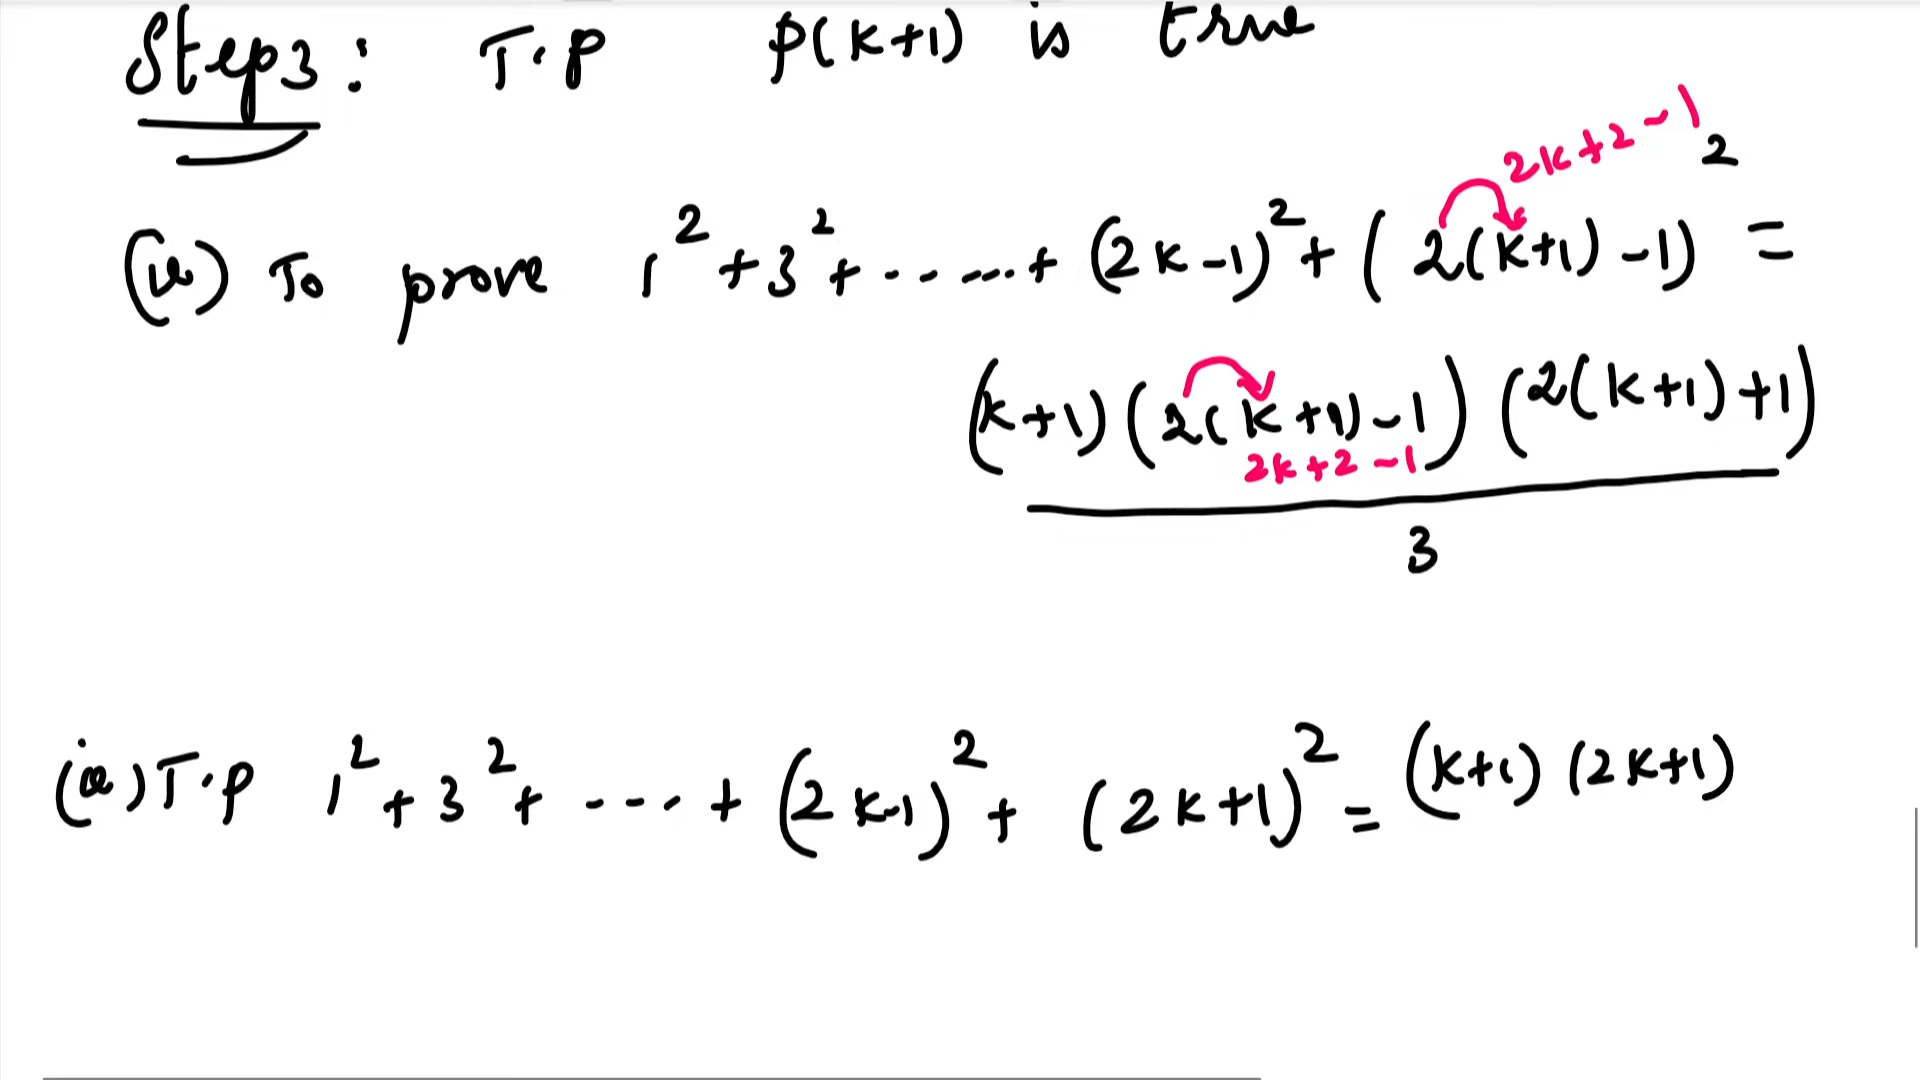 Step3: T.P P(k+1) is true
2k+2-1
(ie) To prove 1² + 3² + ........ + (2k-1)² + (2(k+1)-1)² =
(k+1)(2(k+1)-1)(2(k+1)+1)
2k+2-1
3
(ie) T.P 1² + 3² + ---. + (2k-1)² + (2k+1)² = (k+1)(2k+1)